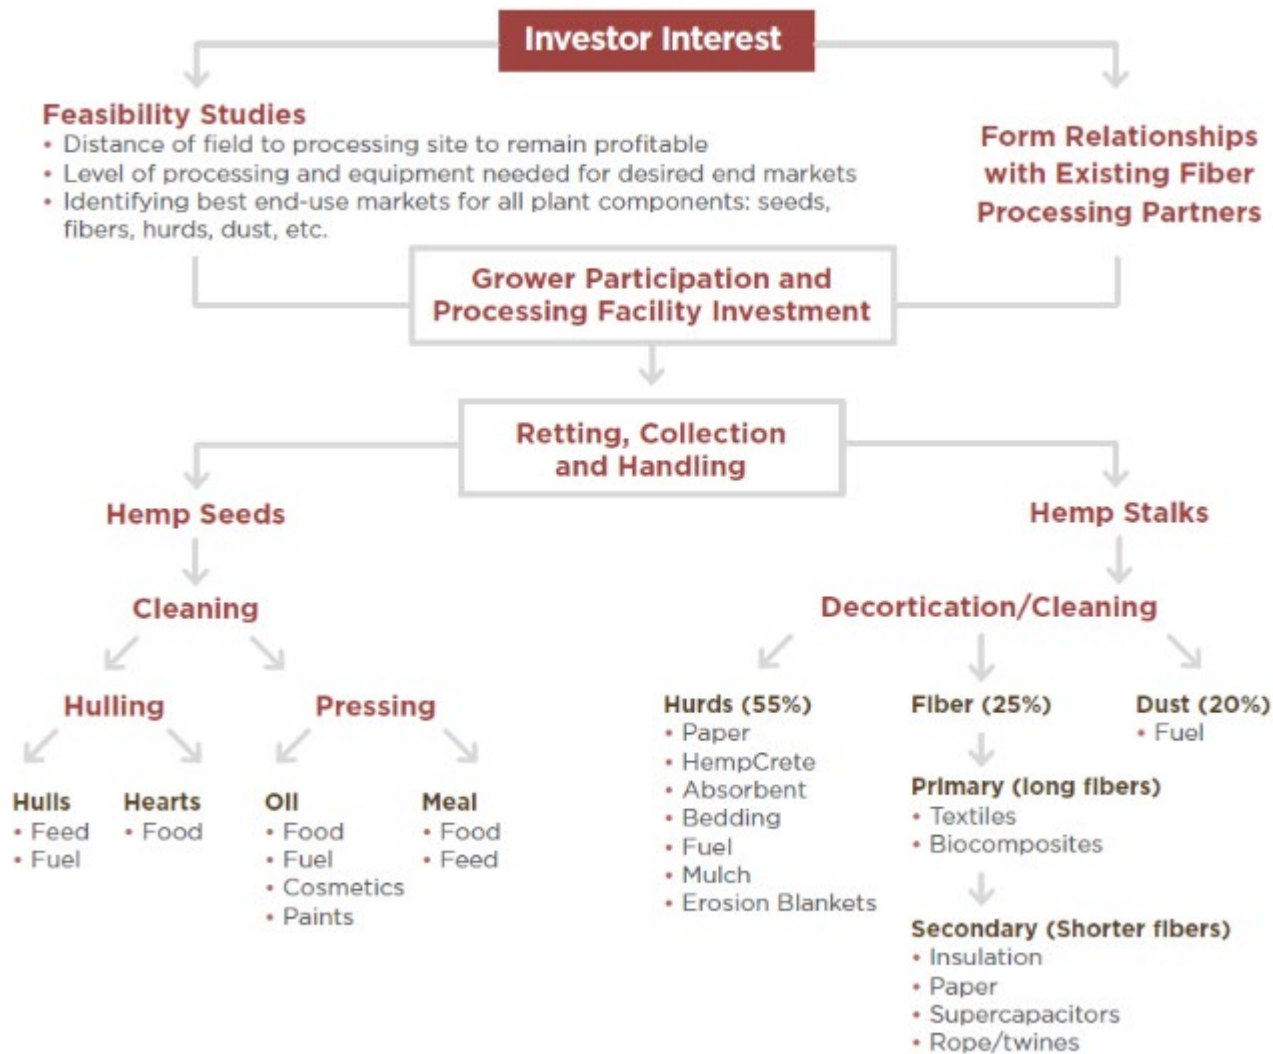 Investor Interest
Feasibility Studies
• Distance of field to processing site to remain profitable
• Level of processing and equipment needed for desired end markets
• Identifying best end-use markets for all plant components: seeds,
fibers, hurds, dust, etc.
Form Relationships
with Existing Fiber
Processing Partners
Grower Participation and
Processing Facility Investment
Retting, Collection
and Handling
Hemp Seeds
Cleaning
Hulling
Pressing
Hulls
• Feed
• Fuel
Hearts
• Food
Oil
• Food
• Fuel
• Cosmetics
• Paints
Meal
• Food
• Feed
Hemp Stalks
Decortication/Cleaning
Hurds (55%)
• Paper
• HempCrete
• Absorbent
• Bedding
• Fuel
• Mulch
• Erosion Blankets
Fiber (25%)
Primary (long fibers)
• Textiles
• Biocomposites
Secondary (Shorter fibers)
• Insulation
• Paper
• Supercapacitors
• Rope/twines
Dust (20%)
• Fuel